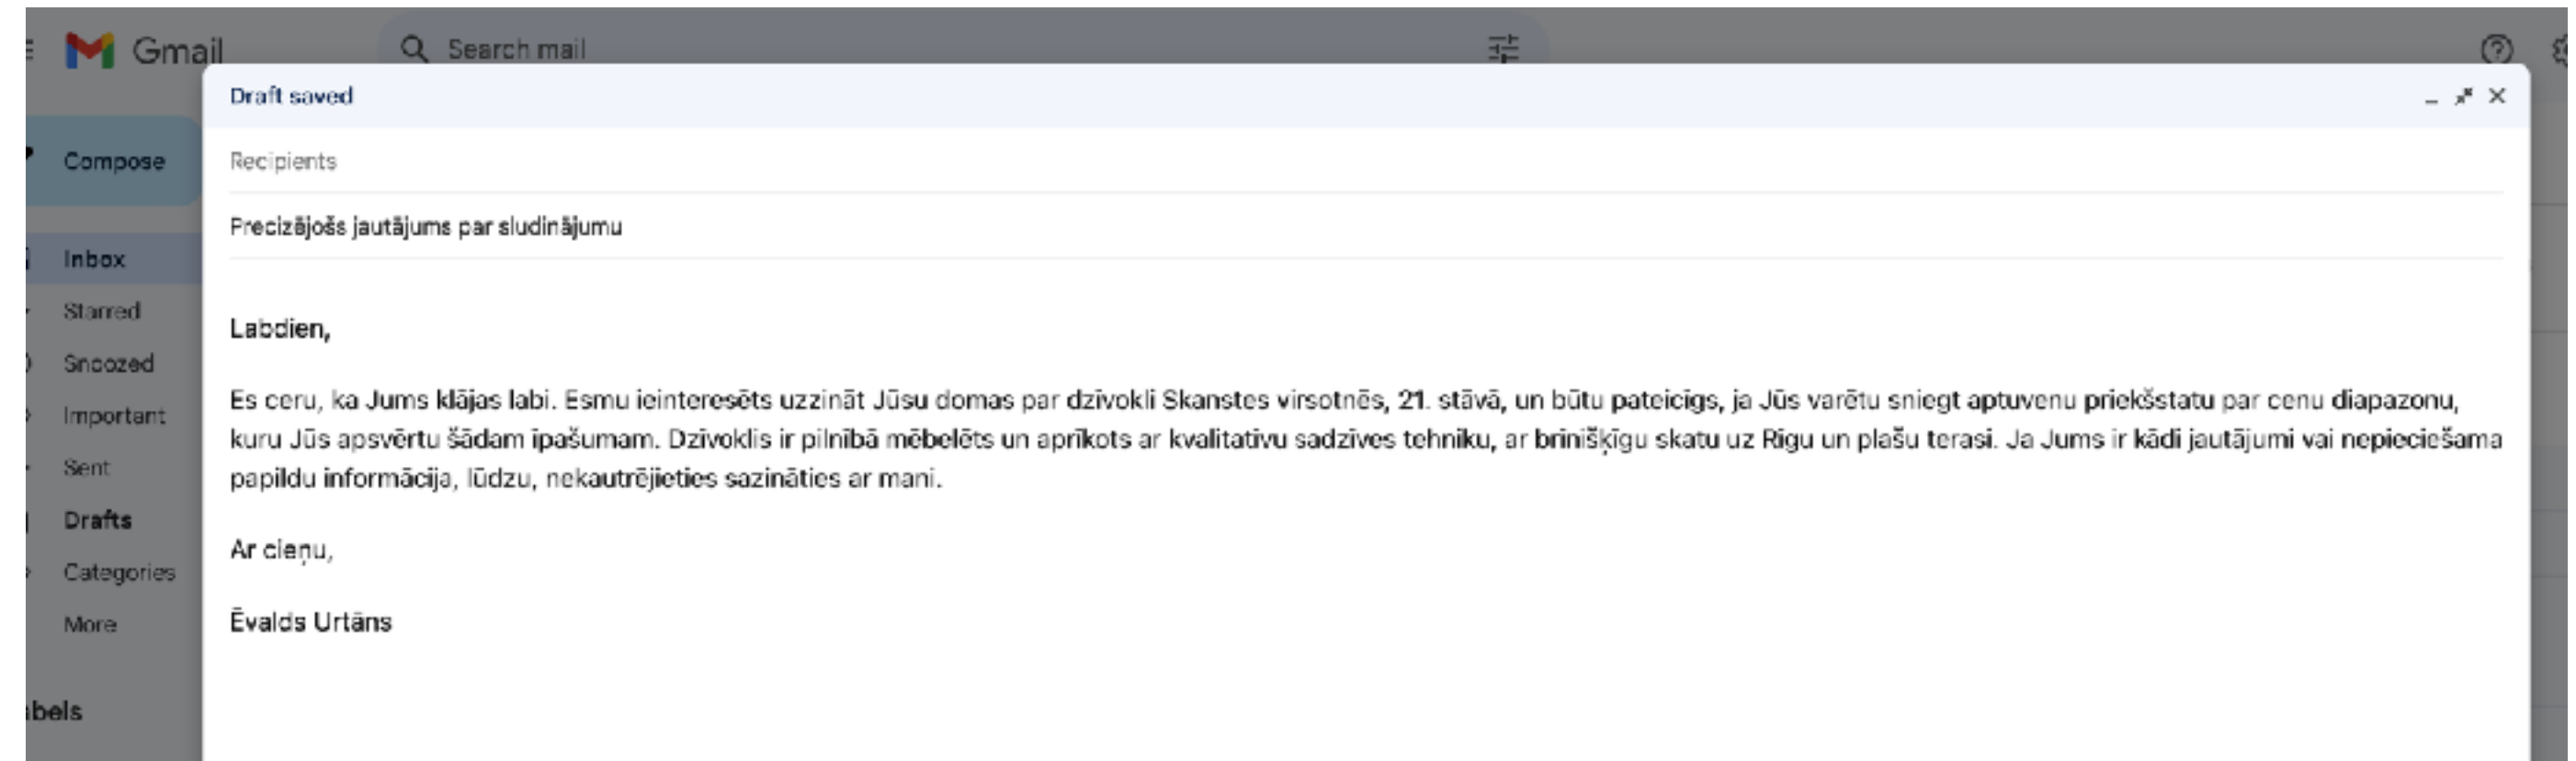 Gmail
Search mail
Draft saved
Compose
Recipients
Precizējošs jautājums par sludinājumu
Inbox
Starred
Labdien,
Snoozed
Es ceru, ka Jums klājas labi. Esmu ieinteresēts uzzināt Jūsu domas par dzīvokli Skanstes virsotnēs, 21. stāvā, un būtu pateicīgs, ja Jūs varētu sniegt aptuvenu priekšstatu par cenu diapazonu,
Important
kuru Jūs apsvērtu šādam īpašumam. Dzīvoklis ir pilnībā mēbelēts un aprīkots ar kvalitatīvu sadzīves tehniku, ar brīnišķīgu skatu uz Rīgu un plašu terasi. Ja Jums ir kādi jautājumi vai nepieciešama
Sent
papildu informācija, lūdzu, nekautrējieties sazināties ar mani.
Drafts
Ar cieņu,
Categories
More
Ēvalds Urtāns
abels